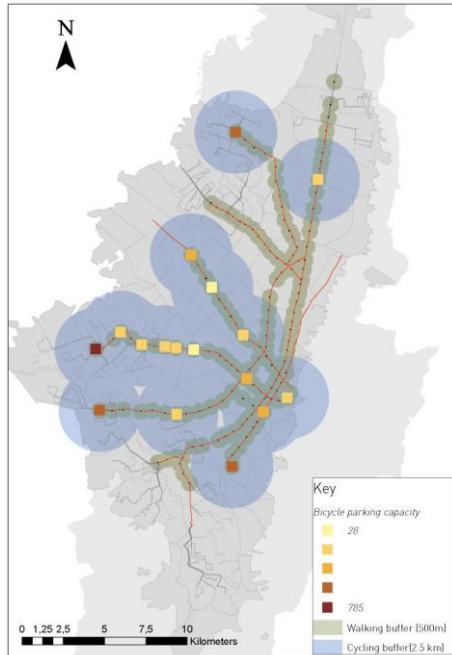 N
Key
Bicycle parking capacity
28
785
Walking buffer (500m)
Cycling buffer(2.5 km)
0 1,25 2,5 5 7,5 10
Kilometers